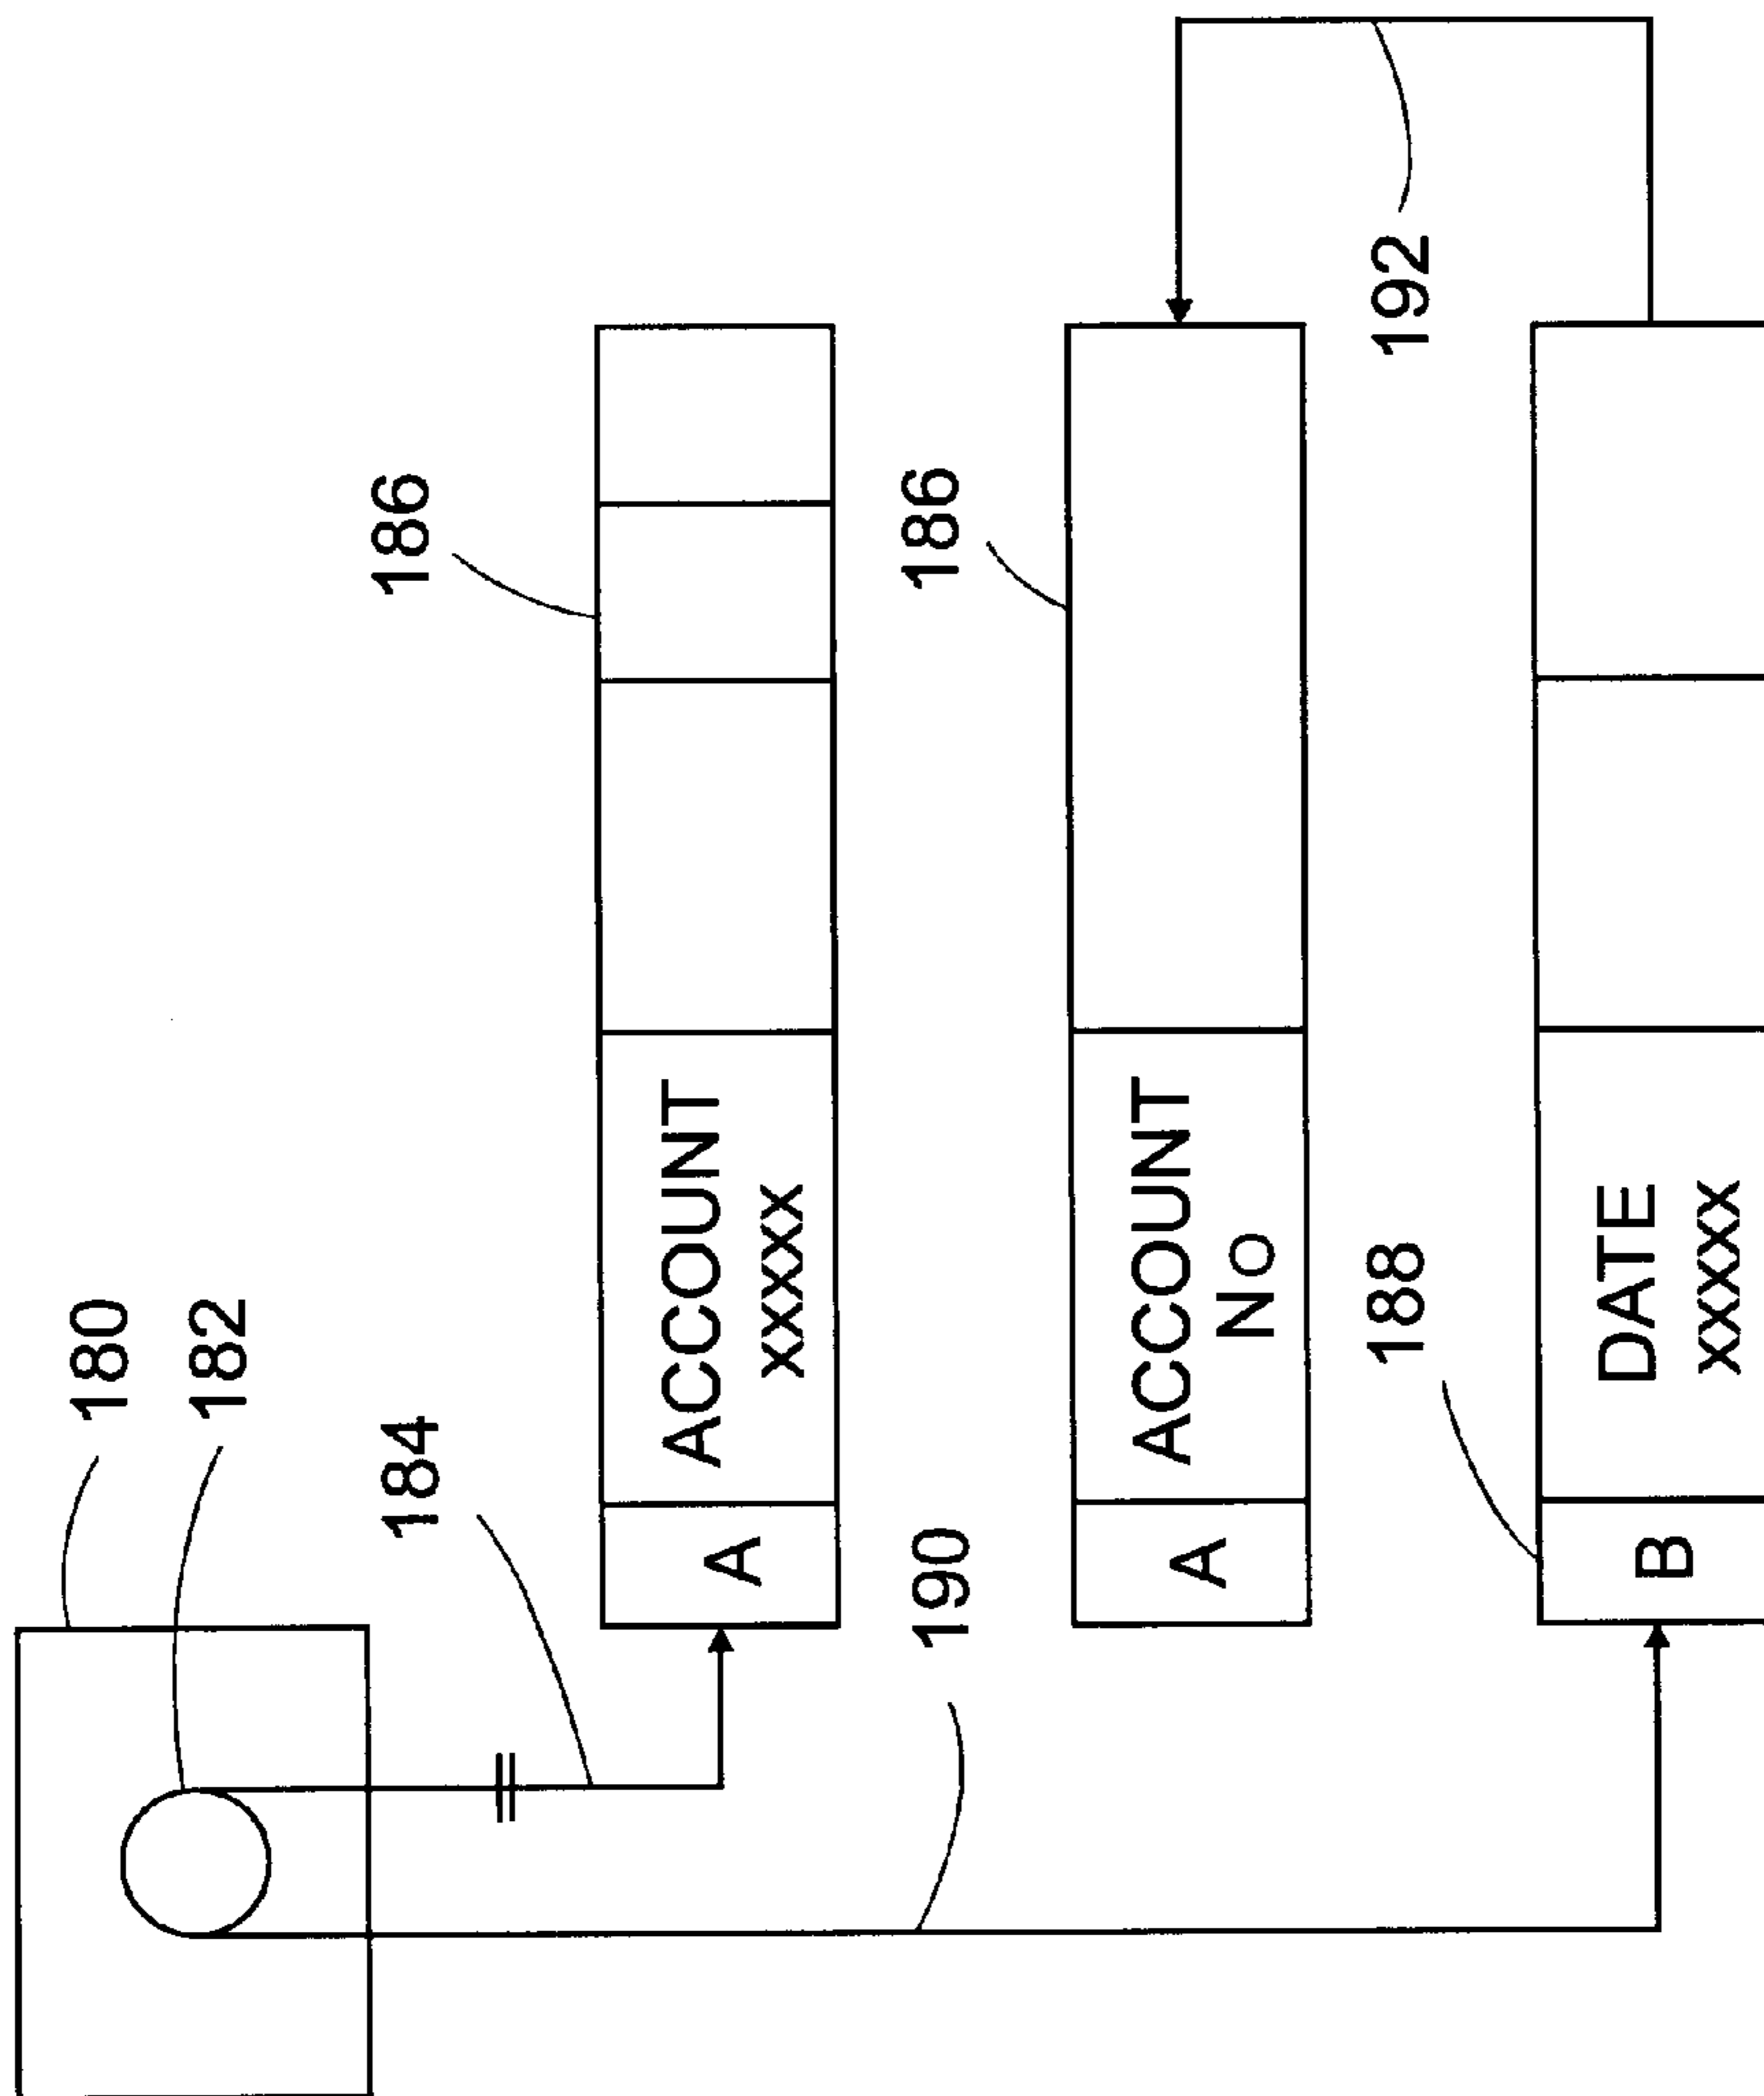 180
182
184
186
A
ACCOUNT
xxxxx
186
190
A
ACCOUNT
No
192
188
B
DATE
xxxxx